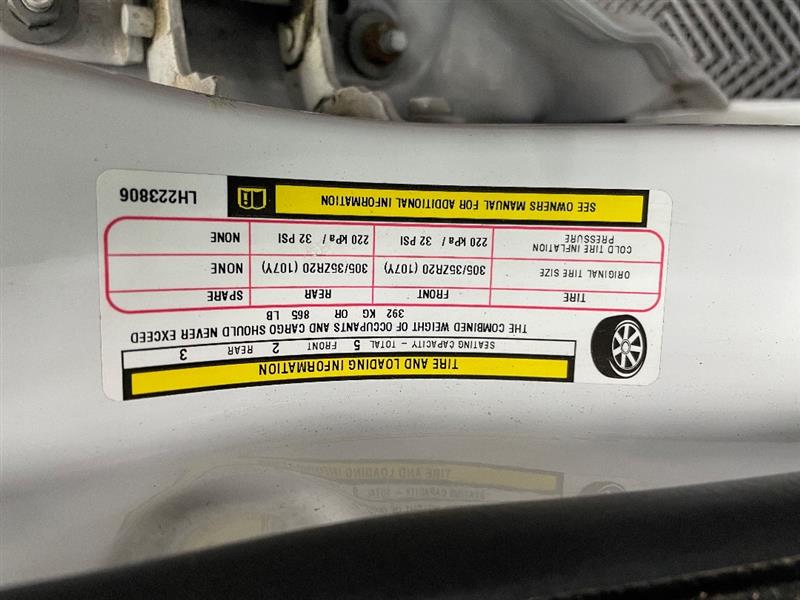 TIRE AND LOADING INFORMATION
SEATING CAPACITY - TOTAL 5 FRONT 2 REAR 3
THE COMBINED WEIGHT OF OCCUPANTS AND CARGO SHOULD NEVER EXCEED
392 KG OR 865 LB
TIRE FRONT REAR SPARE
ORIGINAL TIRE SIZE 305/35ZR20 (107Y) 305/35ZR20 (107Y) NONE
COLD TIRE INFLATION PRESSURE 220 kPa / 32 PSI 220 kPa / 32 PSI NONE
SEE OWNERS MANUAL FOR ADDITIONAL INFORMATION
LH223806